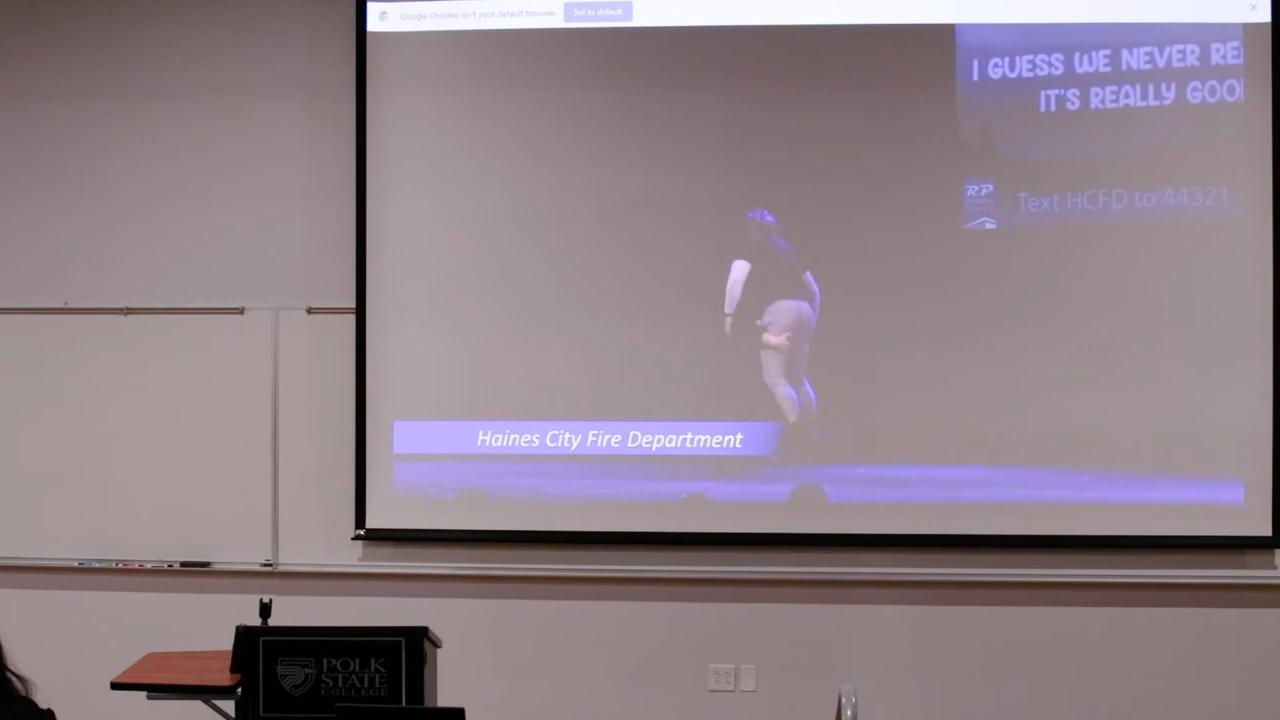 Google Chrome isn't your default browser
Set as default
I GUESS WE NEVER RE
IT'S REALLY GOO
RP
Text HCFD to 44321
Haines City Fire Department
POLK
STATE
COLLEGE